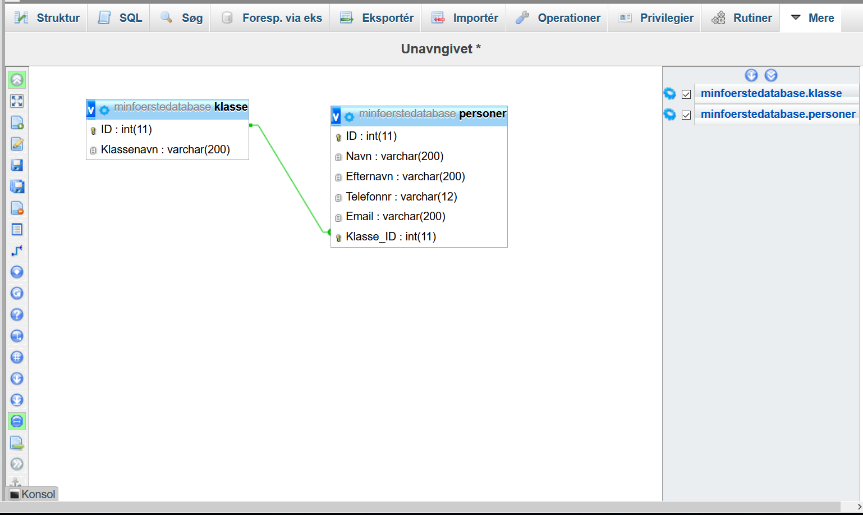 Struktur SQL Søg Foresp. via eks Eksportér Importér Operationer Privilegier Rutiner Mere
Unavngivet *
minfoerstedatabase klasse
ID : int(11)
Klassenavn : varchar(200)
minfoerstedatabase personer
ID : int(11)
Navn : varchar(200)
Efternavn : varchar(200)
Telefonnr : varchar(12)
Email : varchar(200)
Klasse_ID : int(11)
minfoerstedatabase.klasse
minfoerstedatabase.personer
Konsol